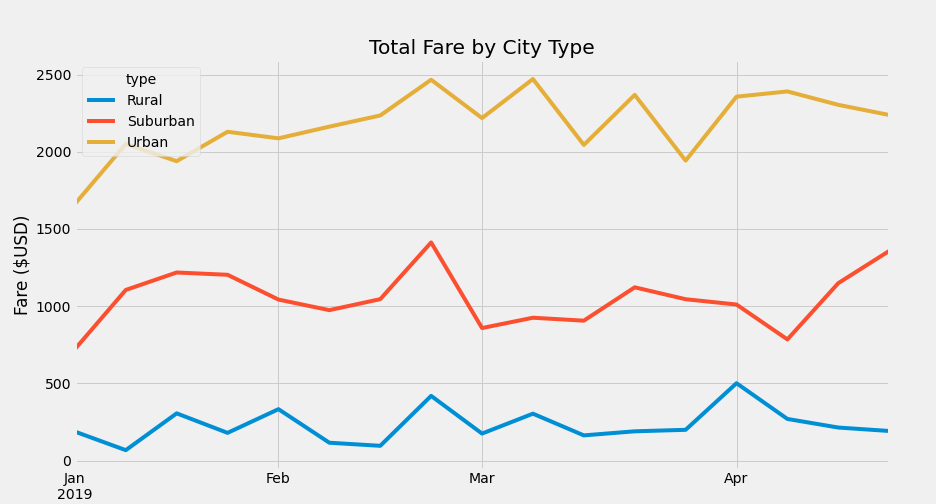 Total Fare by City Type
type
Rural
Suburban
Urban
Fare ($USD)
2500
2000
1500
1000
500
0
Jan
2019
Feb
Mar
Apr